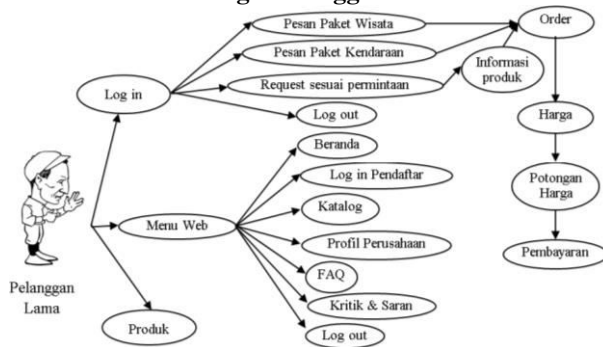 Pesan Paket Wisata
Order
Pesan Paket Kendaraan
Informasi
produk
Request sesuai permintaan
Log in
Log out
Harga
Beranda
Log in Pendaftar
Potongan
Harga
Katalog
Menu Web
Profil Perusahaan
Pembayaran
FAQ
Pelanggan
Lama
Kritik & Saran
Produk
Log out